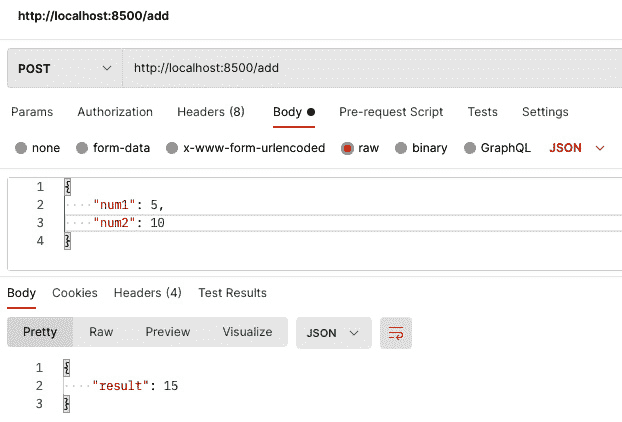 http://localhost:8500/add
POST http://localhost:8500/add
Params Authorization Headers (8) Body Pre-request Script Tests Settings
none form-data x-www-form-urlencoded raw binary GraphQL JSON
1 {
2 "num1": 5,
3 "num2": 10
4 }
Body Cookies Headers (4) Test Results
Pretty Raw Preview Visualize JSON
1 {
2 "result": 15
3 }